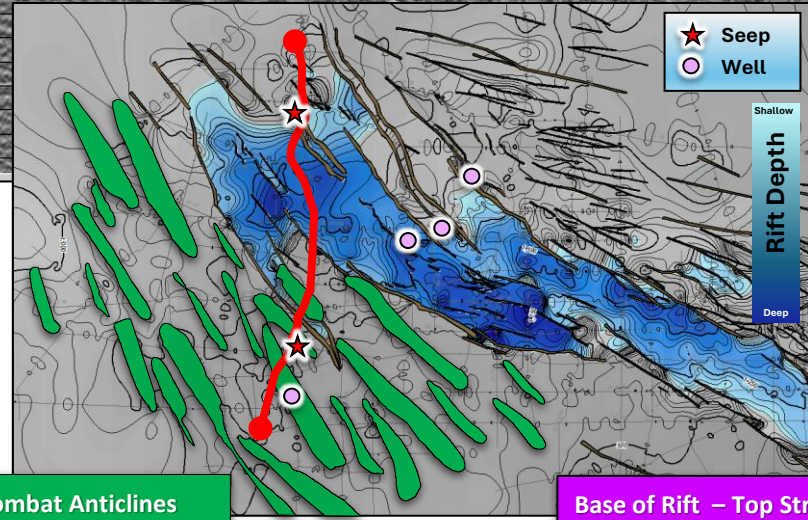 Seep
Well
Shallow
Rift Depth
Deep
ombat Anticlines
Base of Rift – Top Str